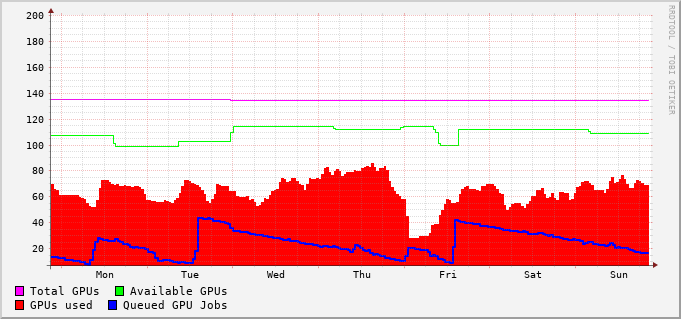 200
180
160
140
120
100
80
60
40
20
Mon Tue Wed Thu Fri Sat Sun
Total GPUs Available GPUs
GPUs used Queued GPU Jobs
RRDTOOL / TOBI OETIKER